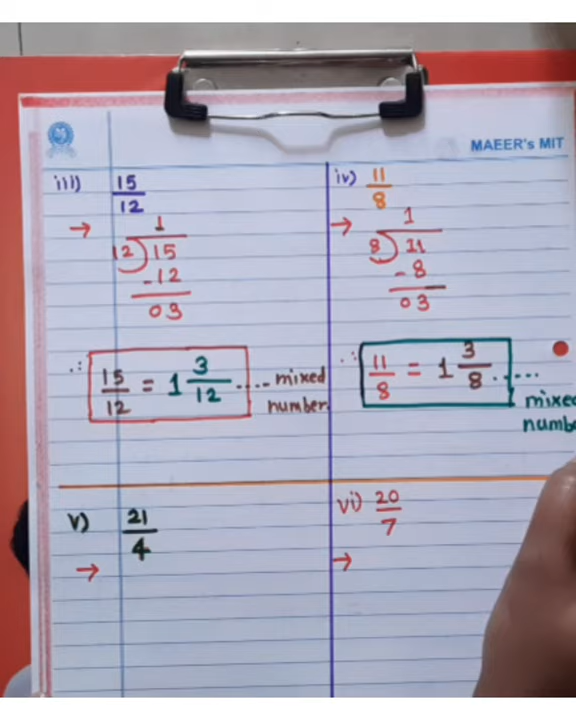 MAEER's MIT
iii) 15/12
→ 1
12)15
-12
03
∴ 15/12 = 1 3/12 .... mixed
number.
iv) 11/8
→ 1
8)11
-8
03
∴ 11/8 = 1 3/8 .....
mixed
numbe
v) 21/4
→
vi) 20/7
→